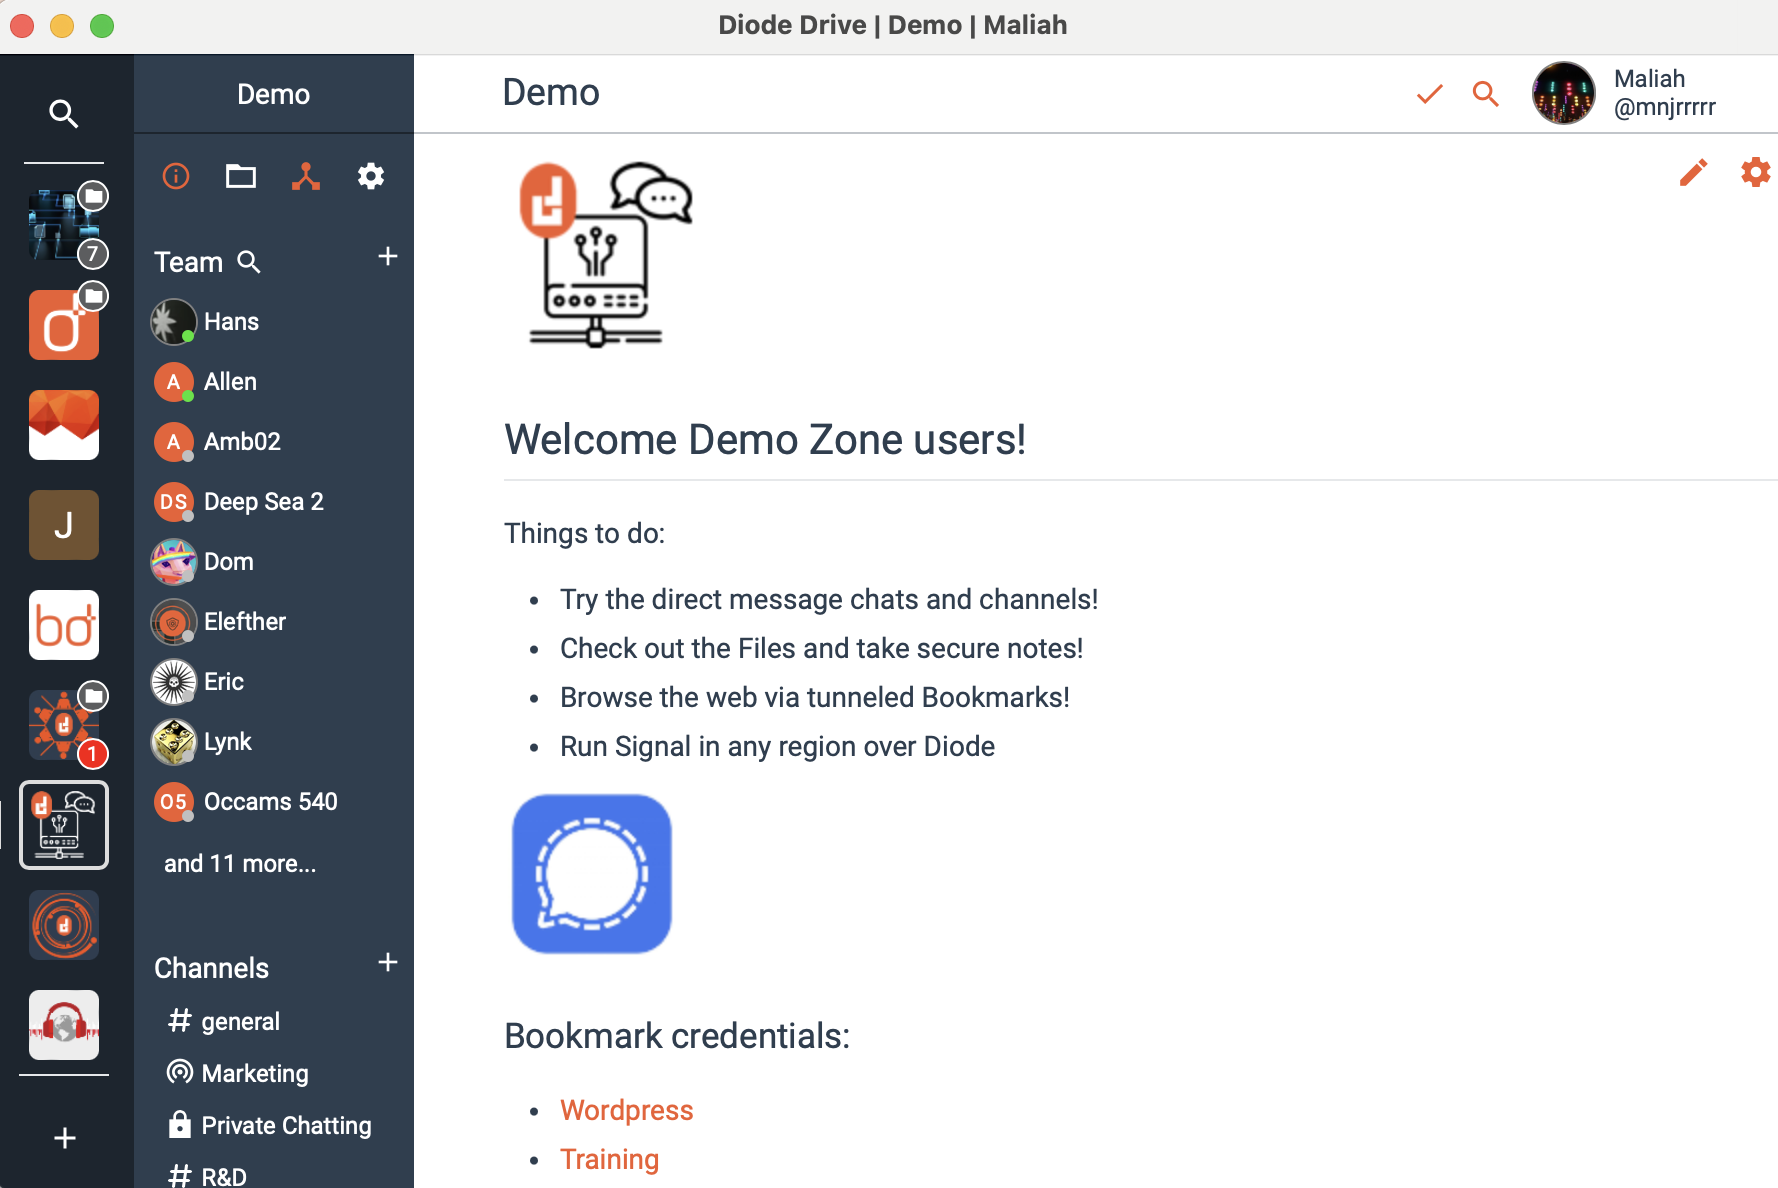 Diode Drive | Demo | Maliah
Demo
Demo
Maliah
@mnjrrrrr
7
J
bd
1
Team
Hans
A Allen
A Amb02
DS Deep Sea 2
Dom
Elefther
Eric
Lynk
O5 Occams 540
and 11 more...
Channels
# general
Marketing
Private Chatting
# R&D
Welcome Demo Zone users!
Things to do:
• Try the direct message chats and channels!
• Check out the Files and take secure notes!
• Browse the web via tunneled Bookmarks!
• Run Signal in any region over Diode
Bookmark credentials:
• Wordpress
• Training